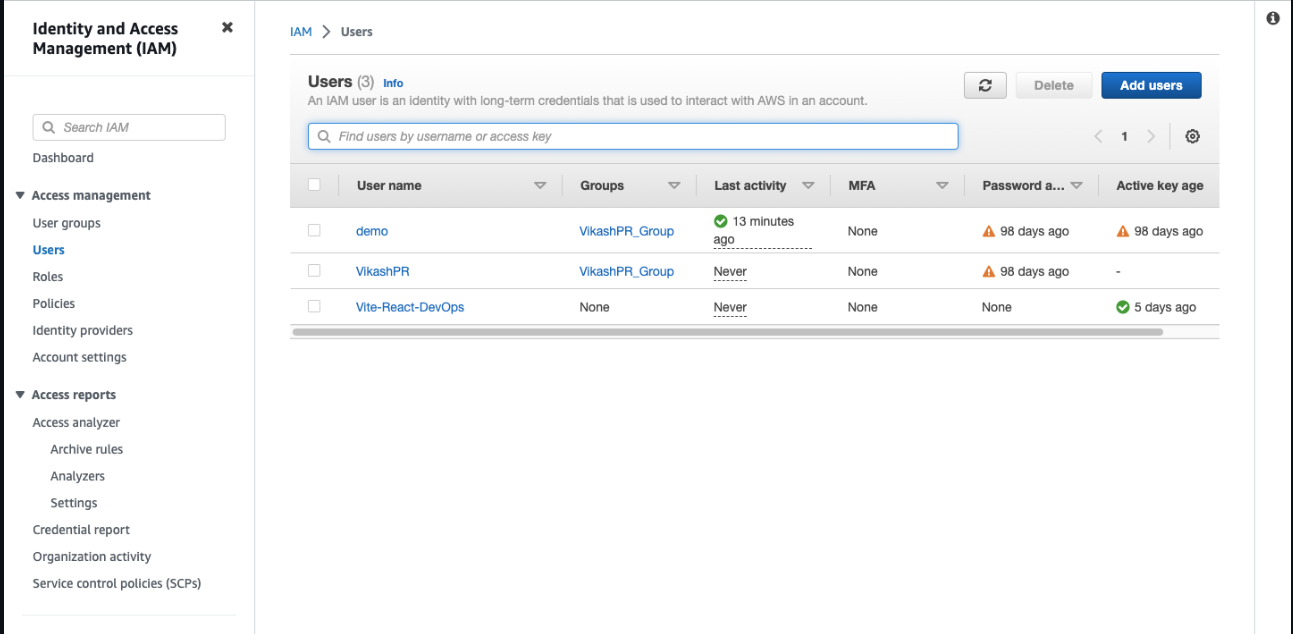 Identity and Access
Management (IAM)
Search IAM
Dashboard
Access management
User groups
Users
Roles
Policies
Identity providers
Account settings
Access reports
Access analyzer
Archive rules
Analyzers
Settings
Credential report
Organization activity
Service control policies (SCPs)
IAM > Users
Users (3) Info
An IAM user is an identity with long-term credentials that is used to interact with AWS in an account.
Delete
Add users
Find users by username or access key
1
User name Groups Last activity MFA Password a... Active key age
demo VikashPR_Group 13 minutes ago None 98 days ago 98 days ago
VikashPR VikashPR_Group Never None 98 days ago -
Vite-React-DevOps None Never None None 5 days ago